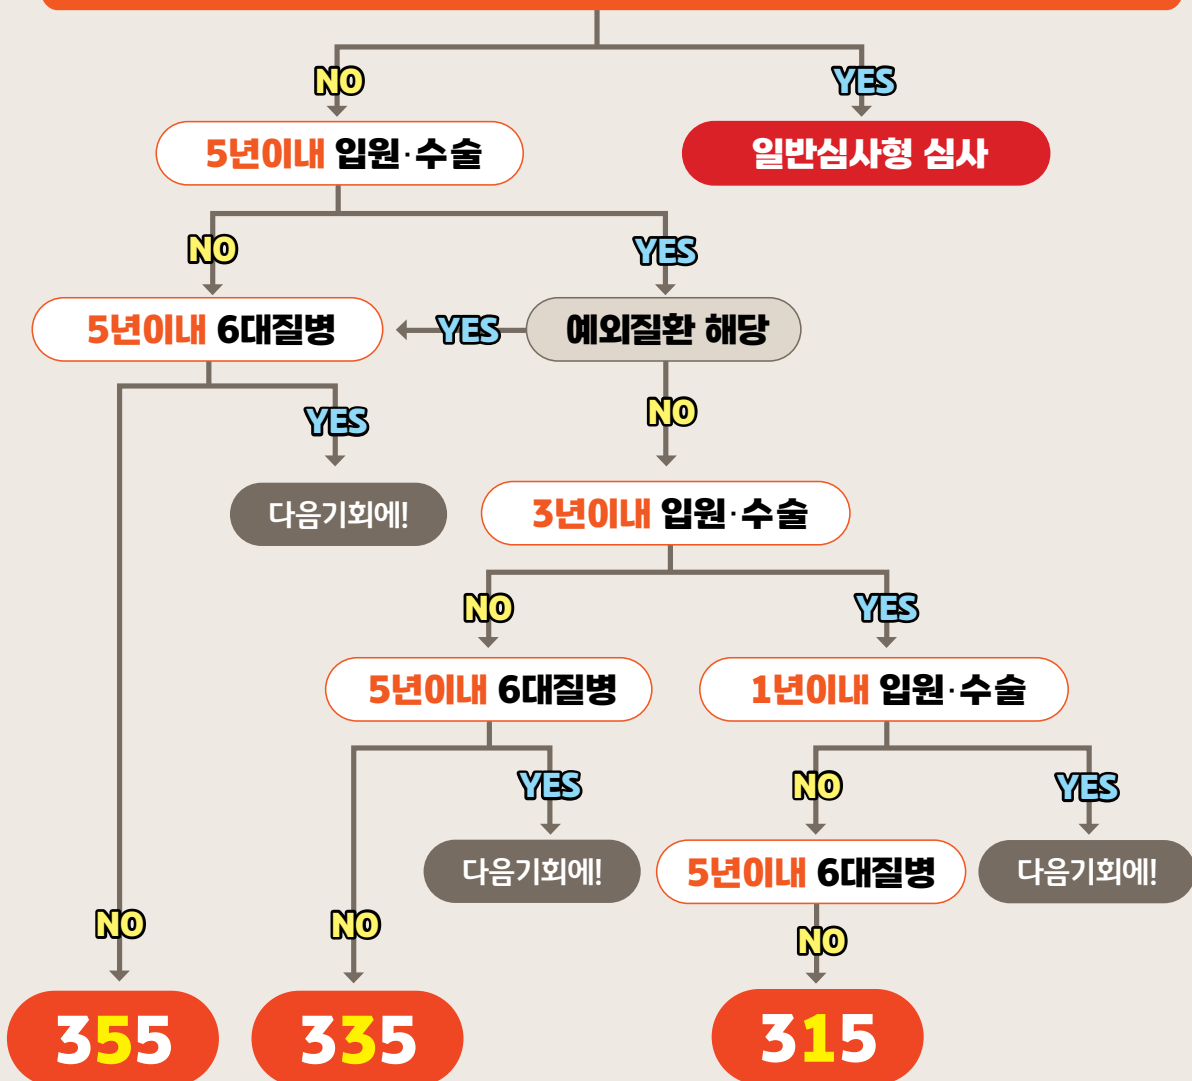 NO
YES
5년이내 입원·수술
일반심사형 심사
NO
YES
5년이내 6대질병
YES
예외질환 해당
YES
NO
다음기회에!
3년이내 입원·수술
NO
YES
5년이내 6대질병
1년이내 입원·수술
YES
NO
YES
다음기회에!
5년이내 6대질병
다음기회에!
NO
NO
NO
355
335
315